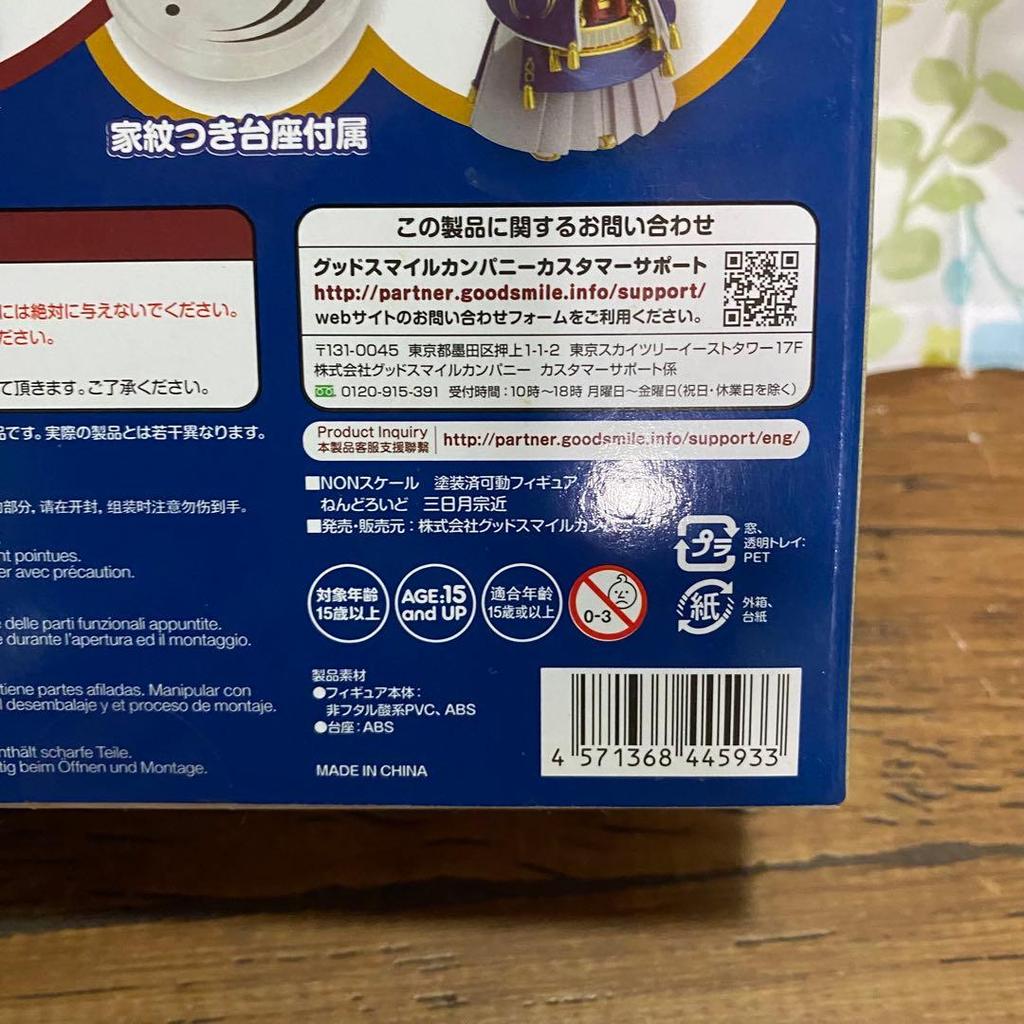 家紋つき台座付属
には絶対に与えないでください。
ださい。
て頂きます。ご了承ください。
品です。実際の製品とは若干異なります。
部分, 请在开封, 组装时注意勿伤到手。
nt pointues.
er avec précaution.
delle parti funzionali appuntite.
durante l'apertura ed il montaggio.
tiene partes afiladas. Manipular con
l desembalaje y et proceso de montaje.
nthält scharfe Teile.
tig beim Öffnen und Montage.
この製品に関するお問い合わせ
グッドスマイルカンパニーカスタマーサポート
http://partner.goodsmile.info/support/
webサイトのお問い合わせフォームをご利用ください。
〒131-0045 東京都墨田区押上1-1-2 東京スカイツリーイーストタワー17F
株式会社グッドスマイルカンパニー カスタマーサポート係
0120-915-391 受付時間:10時～18時 月曜日～金曜日(祝日・休業日を除く)
Product Inquiry
本製品客服支援聯繫
http://partner.goodsmile.info/support/eng/
■NONスケール 塗装済可動フィギュア
ねんどろいど 三日月宗近
■発売・販売元:株式会社グッドスマイルカンパニー
対象年齢
15歳以上
AGE:15
and UP
適合年齢
15歳或以上
0-3
プラ
窓、
透明トレイ:
PET
紙
外箱、
台紙
製品素材
●フィギュア本体:
非フタル酸系PVC、ABS
●台座:ABS
MADE IN CHINA
4 571368 445933